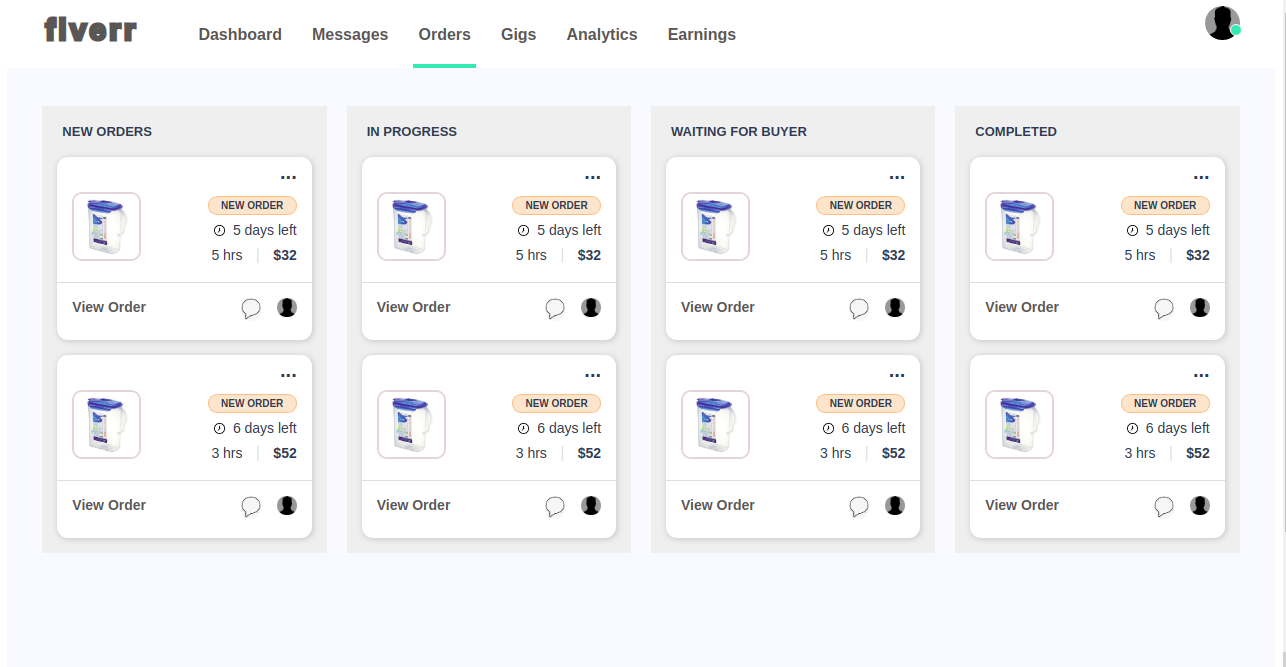 fiverr
Dashboard Messages Orders Gigs Analytics Earnings
NEW ORDERS
...
NEW ORDER
5 days left
5 hrs | $32
View Order
...
NEW ORDER
6 days left
3 hrs | $52
View Order
IN PROGRESS
...
NEW ORDER
5 days left
5 hrs | $32
View Order
...
NEW ORDER
6 days left
3 hrs | $52
View Order
WAITING FOR BUYER
...
NEW ORDER
5 days left
5 hrs | $32
View Order
...
NEW ORDER
6 days left
3 hrs | $52
View Order
COMPLETED
...
NEW ORDER
5 days left
5 hrs | $32
View Order
...
NEW ORDER
6 days left
3 hrs | $52
View Order